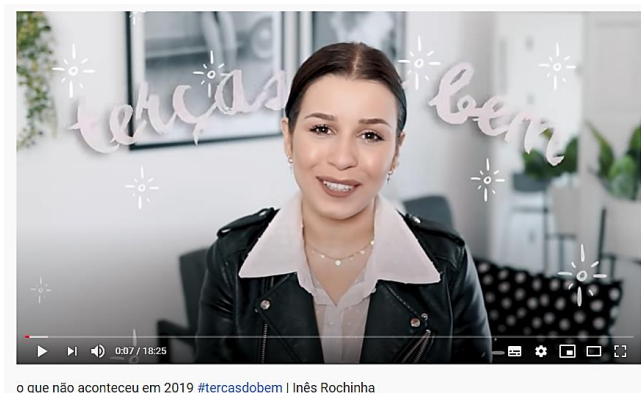 terças bem
0:07 / 18:25
o que não aconteceu em 2019 #tercasdobem | Inês Rochinha